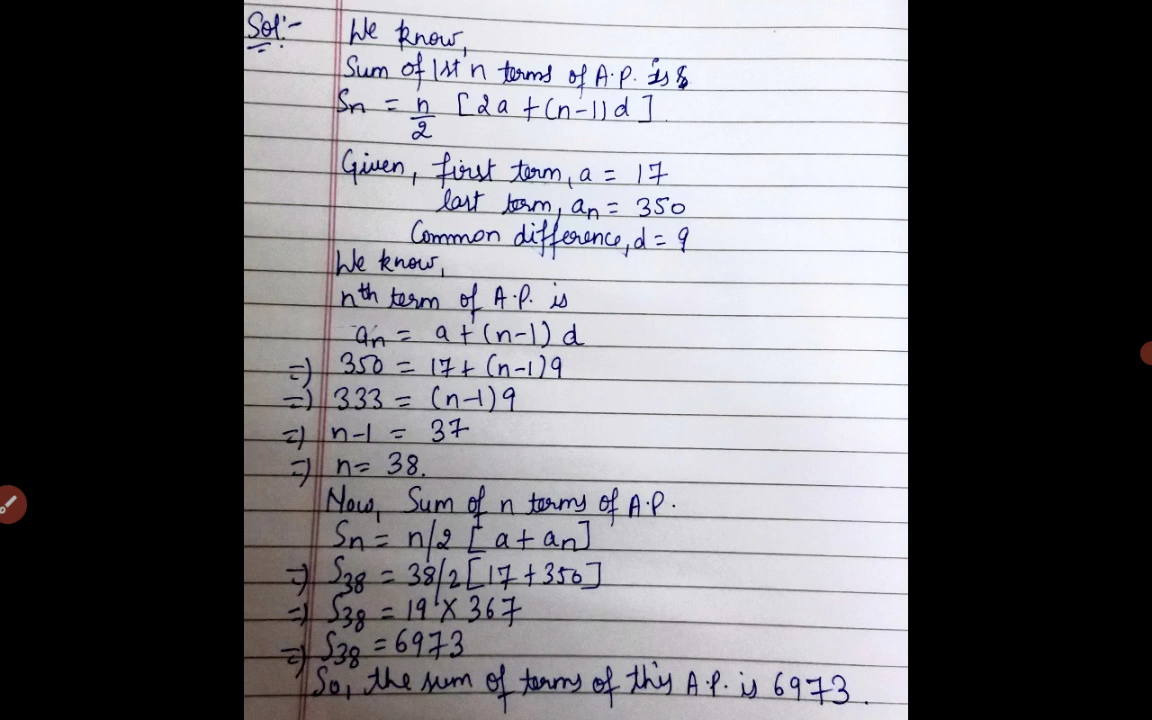 Sol:-
We know,
Sum of 1st n terms of A.P. is
Sn = n/2 [2a + (n-1)d]
Given, first term, a = 17
last term, an = 350
Common difference, d = 9
We know,
nth term of A.P. is
an = a + (n-1) d
=) 350 = 17 + (n-1)9
=) 333 = (n-1)9
=) n-1 = 37
=) n = 38.
Now, Sum of n terms of A.P.
Sn = n/2 [a + an]
=) S38 = 38/2 [17 + 350]
=) S38 = 19 X 367
=) S38 = 6973
So, the sum of terms of this A.P. is 6973.